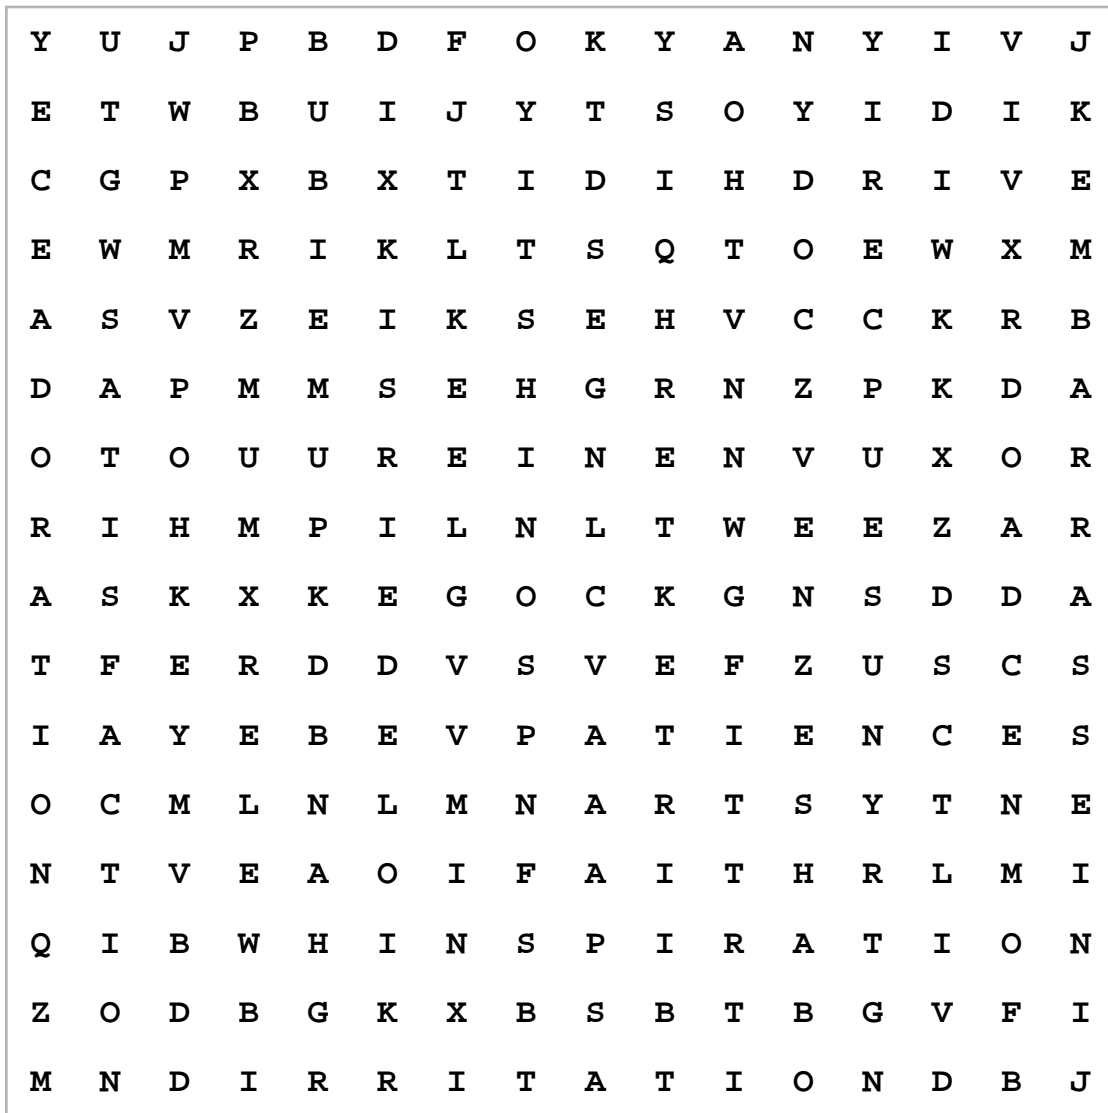 Y U J P B D F O K Y A N Y I V J
E T W B U I J Y T S O Y I D I K
C G P X B X T I D I H D R I V E
E W M R I K L T S Q T O E W X M
A S V Z E I K S E H V C C K R B
D A P M M S E H G R N Z P K D A
O T O U U R E I N E N V U X O R
R I H M P I L N L T W E E Z A R
A S K X K E G O C K G N S D D A
T F E R D D V S V E F Z U S C S
I A Y E B E V P A T I E N C E S
O C M L N L M N A R T S Y T N E
N T V E A O I F A I T H R L M I
Q I B W H I N S P I R A T I O N
Z O D B G K X B S B T B G V F I
M N D I R R I T A T I O N D B J